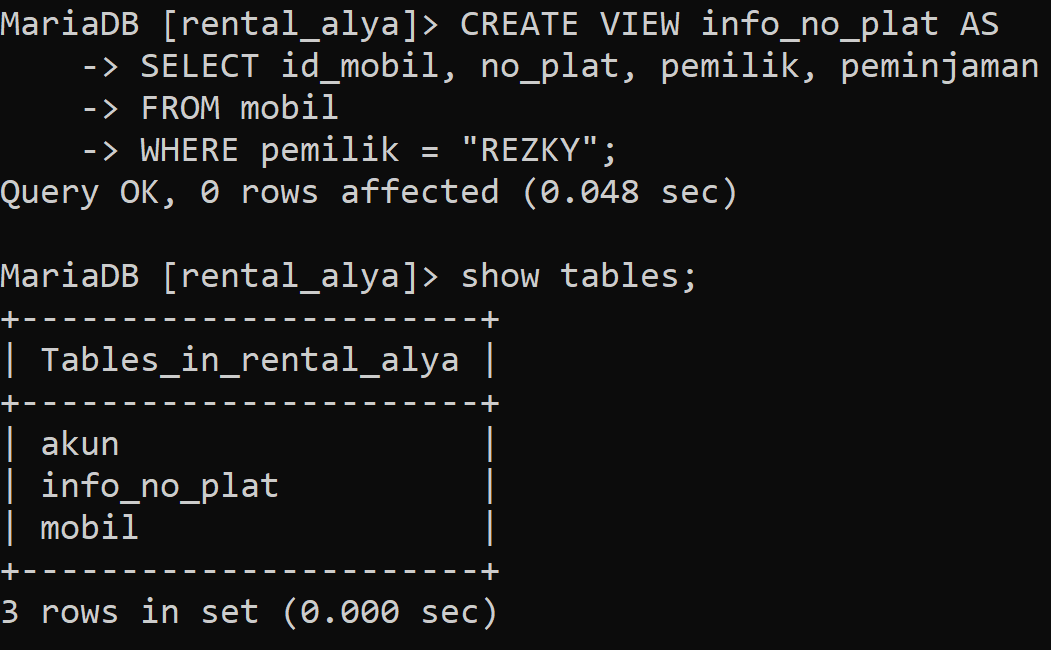 MariaDB [rental_alya]> CREATE VIEW info_no_plat AS
    -> SELECT id_mobil, no_plat, pemilik, peminjaman
    -> FROM mobil
    -> WHERE pemilik = "REZKY";
Query OK, 0 rows affected (0.048 sec)

MariaDB [rental_alya]> show tables;
+-----------------------+
| Tables_in_rental_alya |
+-----------------------+
| akun                  |
| info_no_plat          |
| mobil                 |
+-----------------------+
3 rows in set (0.000 sec)